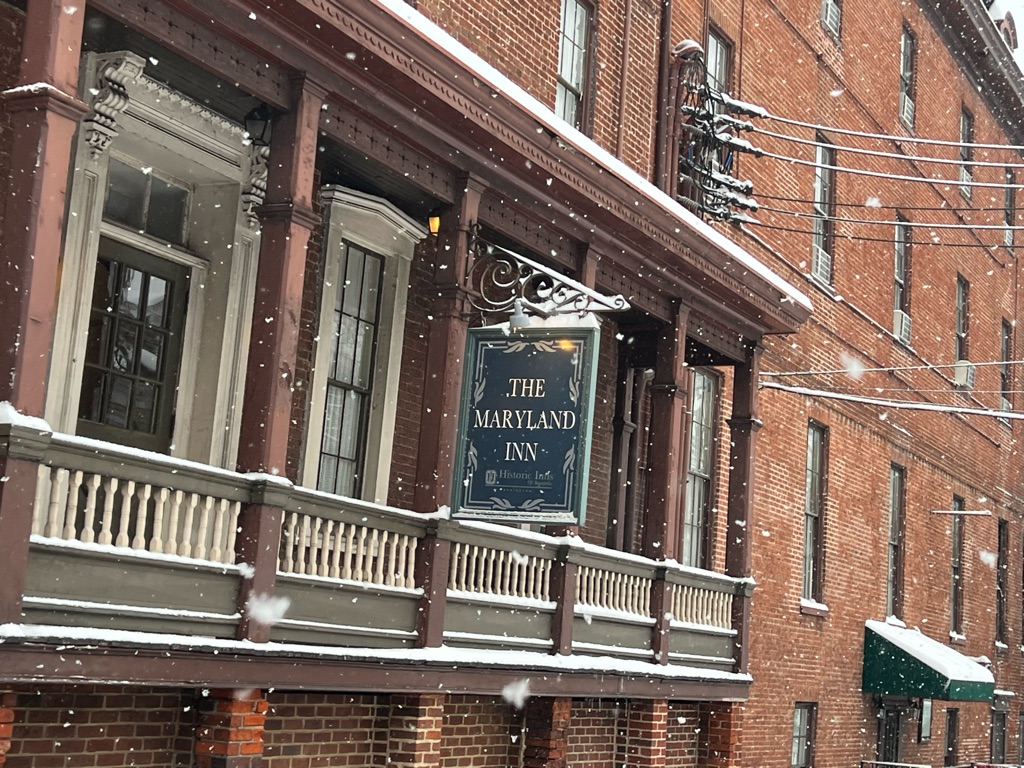 THE
MARYLAND
INN
Historic Inns